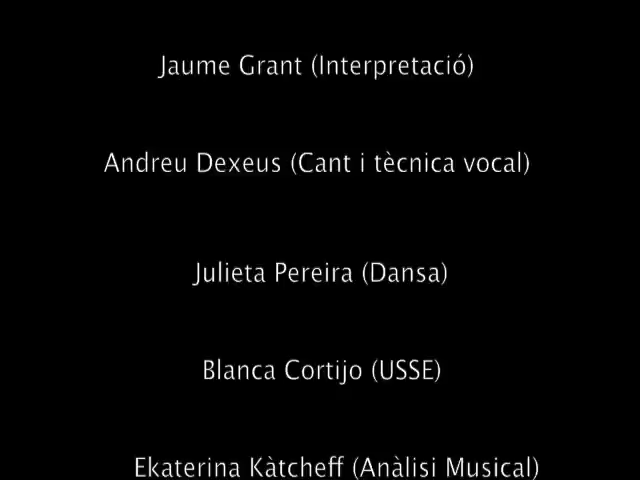 Jaume Grant (Interpretació)
Andreu Dexeus (Cant i tècnica vocal)
Julieta Pereira (Dansa)
Blanca Cortijo (USSE)
Ekaterina Kàtcheff (Anàlisi Musical)